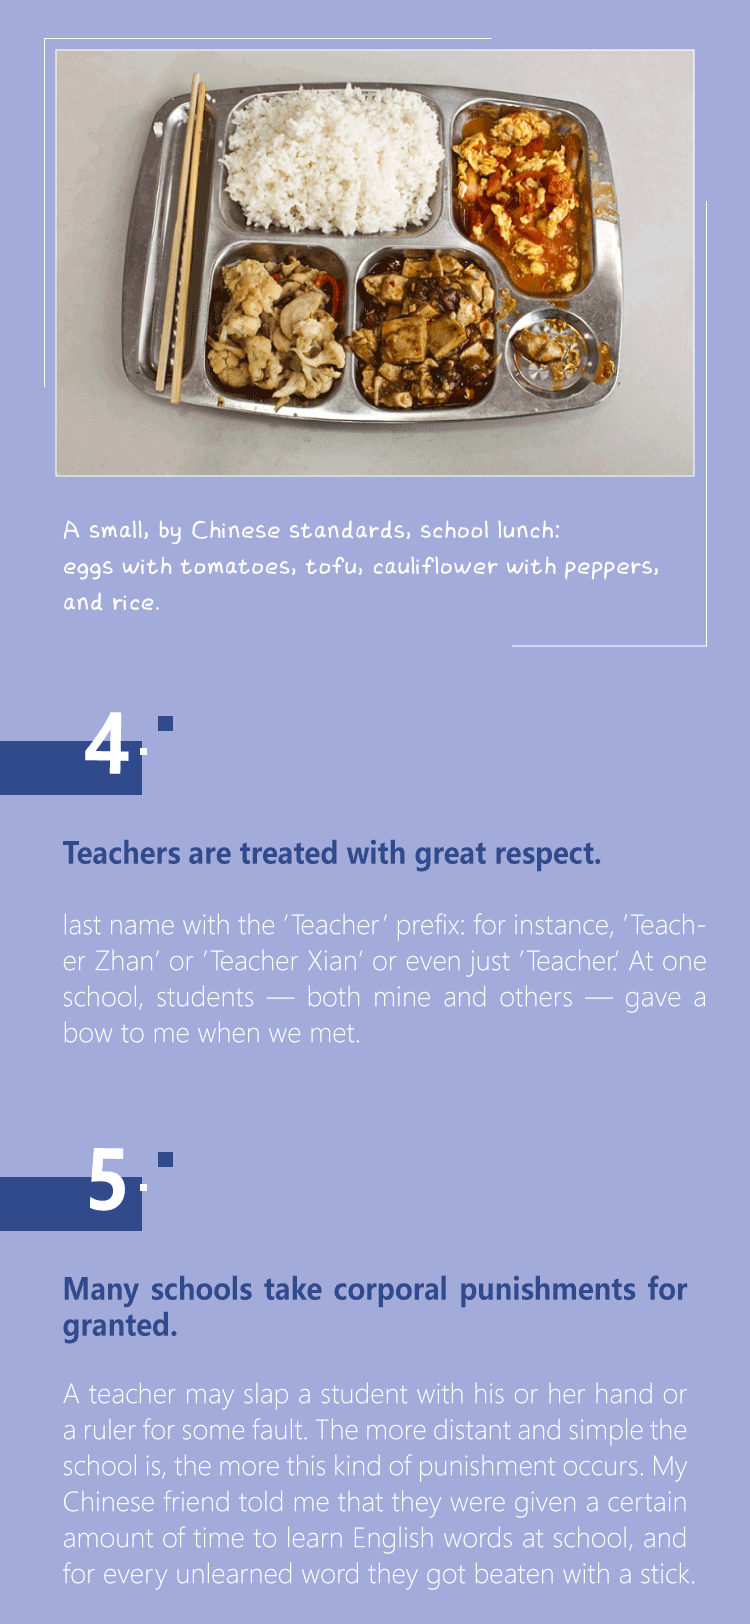 A small, by Chinese standards, school lunch:
eggs with tomatoes, tofu, cauliflower with peppers,
and rice.
4.
Teachers are treated with great respect.
last name with the 'Teacher' prefix: for instance, 'Teach-
er Zhan' or 'Teacher Xian' or even just 'Teacher.' At one
school, students — both mine and others — gave a
bow to me when we met.
5.
Many schools take corporal punishments for
granted.
A teacher may slap a student with his or her hand or
a ruler for some fault. The more distant and simple the
school is, the more this kind of punishment occurs. My
Chinese friend told me that they were given a certain
amount of time to learn English words at school, and
for every unlearned word they got beaten with a stick.